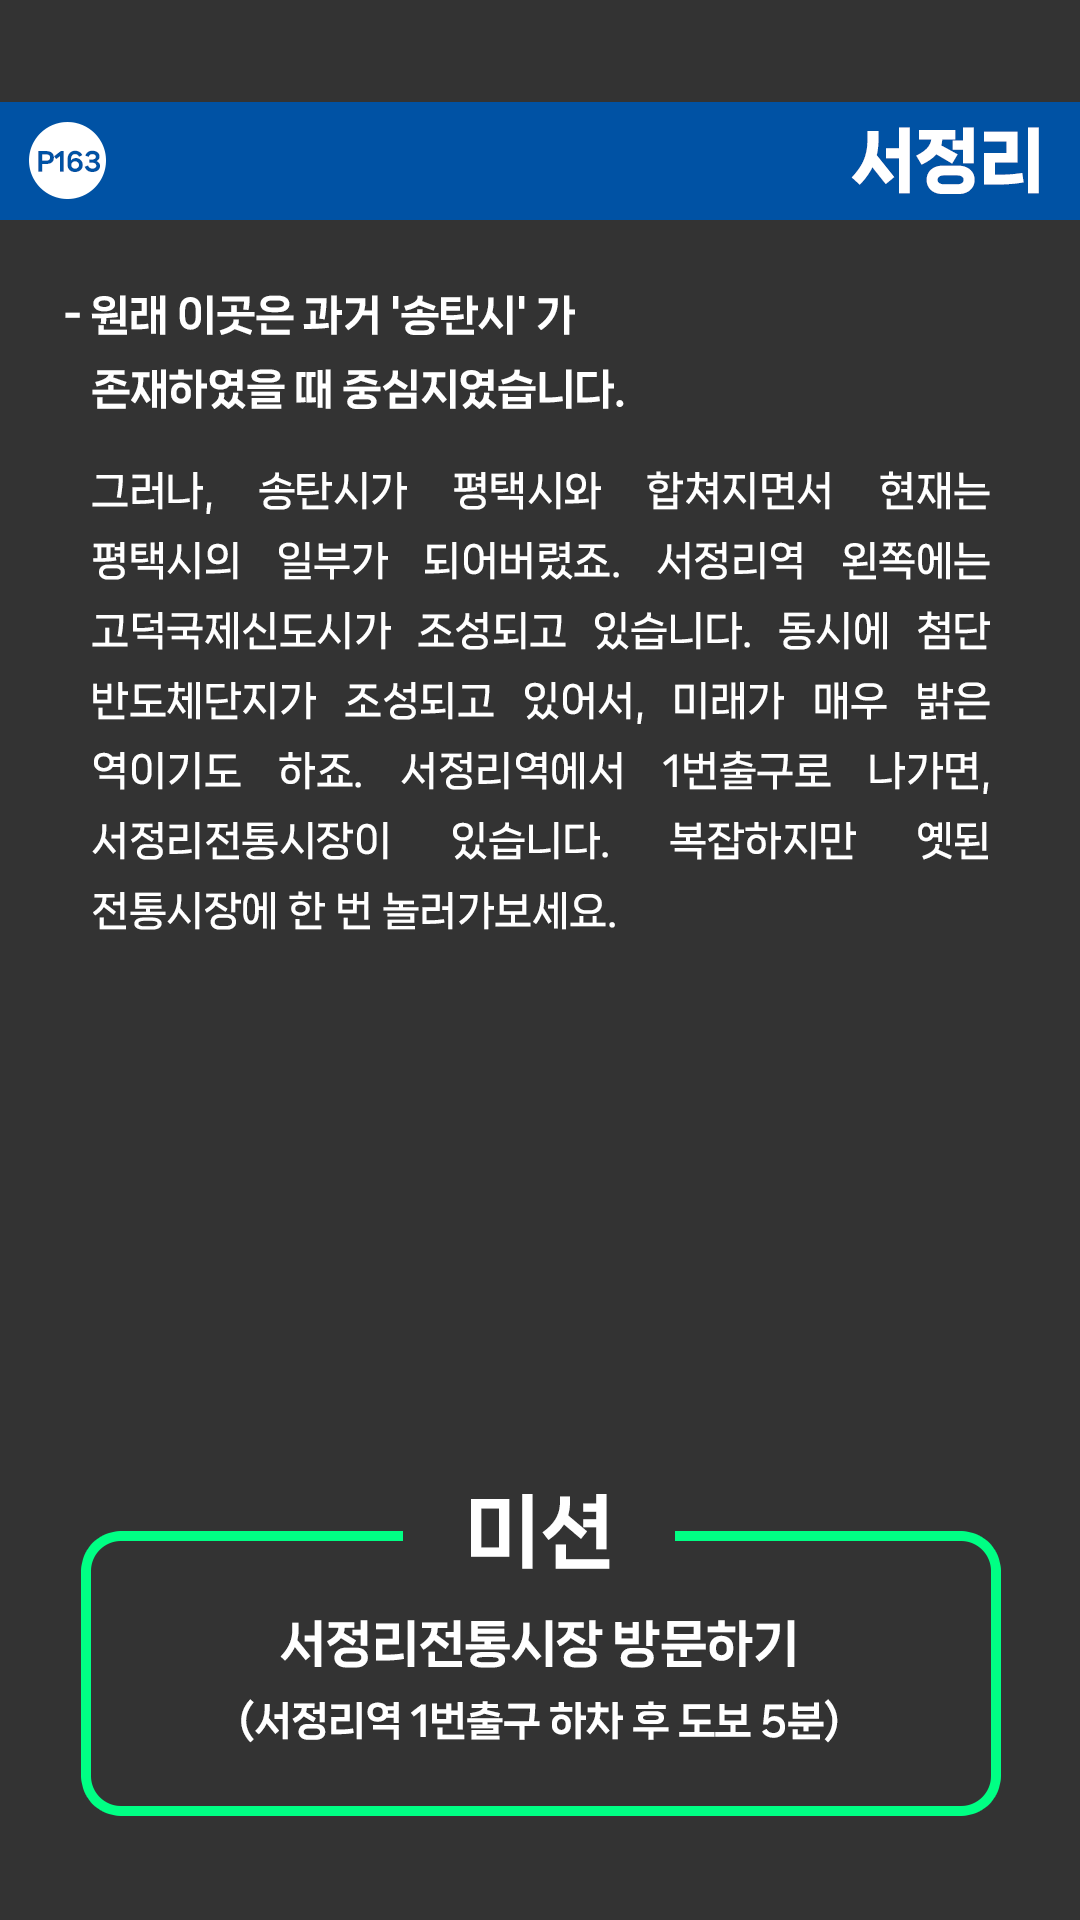 P163
서정리
- 원래 이곳은 과거 '송탄시' 가
존재하였을 때 중심지였습니다.
그러나, 송탄시가 평택시와 합쳐지면서 현재는
평택시의 일부가 되어버렸죠. 서정리역 왼쪽에는
고덕국제신도시가 조성되고 있습니다. 동시에 첨단
반도체단지가 조성되고 있어서, 미래가 매우 밝은
역이기도 하죠. 서정리역에서 1번출구로 나가면,
서정리전통시장이 있습니다. 복잡하지만 옛된
전통시장에 한 번 놀러가보세요.
미션
서정리전통시장 방문하기
(서정리역 1번출구 하차 후 도보 5분)